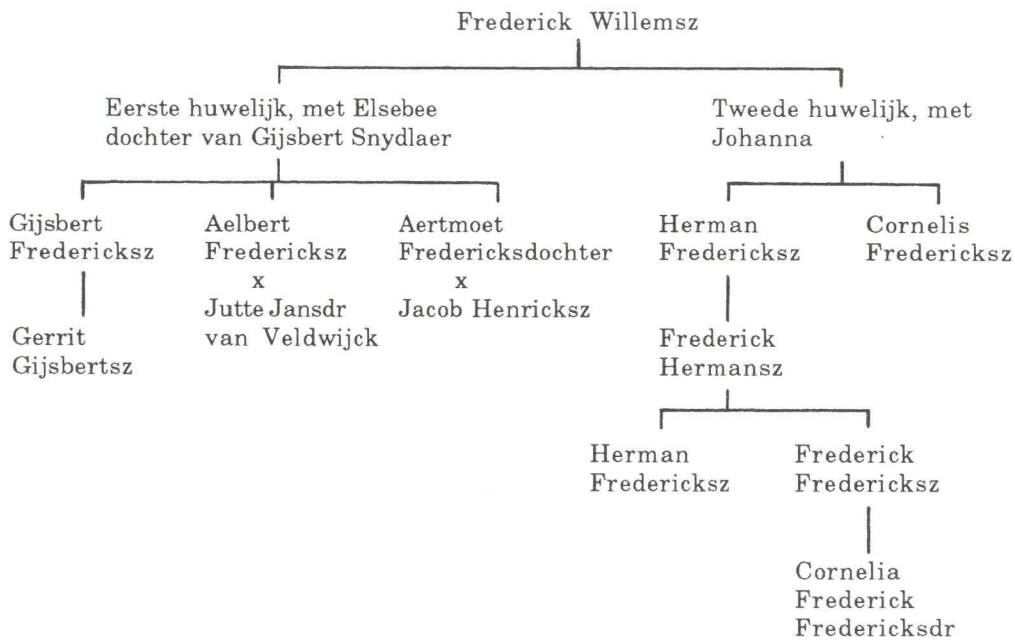 Frederick Willemsz
Eerste huwelijk, met Elsebee
dochter van Gijsbert Snydlaer
Tweede huwelijk, met
Johanna
Gijsbert
Fredericksz
Aelbert
Fredericksz
x
Jutte Jansdr
van Veldwijck
Aertmoet
Fredericksdochter
x
Jacob Henricksz
Herman
Fredericksz
Cornelis
Fredericksz
Gerrit
Gijsbertsz
Frederick
Hermansz
Herman
Fredericksz
Frederick
Fredericksz
Cornelia
Frederick
Fredericksdr